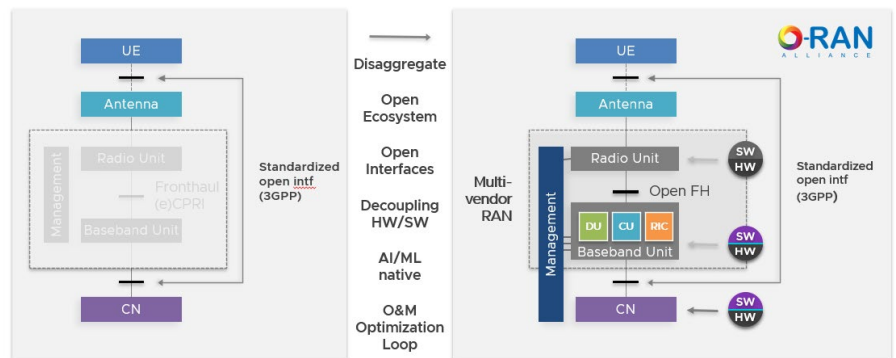 UE
Antenna
Management
Radio Unit
Fronthaul
(e)CPRI
Baseband Unit
CN
Standardized
open intf
(3GPP)
Disaggregate
Open
Ecosystem
Open
Interfaces
Decoupling
HW/SW
AI/ML
native
O&M
Optimization
Loop
O-RAN
ALLIANCE
UE
Antenna
Multi-
vendor
RAN
Management
Radio Unit
Open FH
DU CU RIC
Baseband Unit
CN
SW
HW
SW
HW
SW
HW
Standardized
open intf
(3GPP)